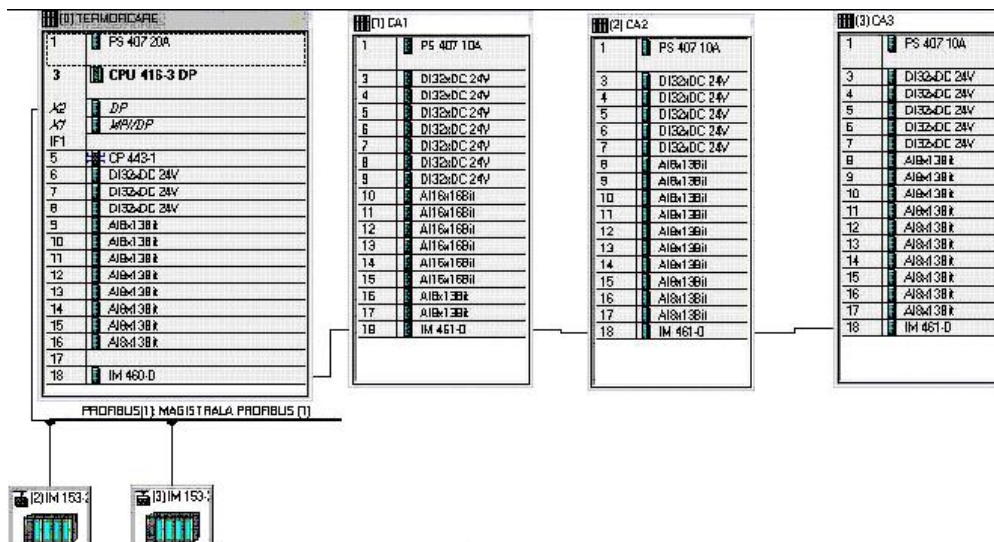 (0) TERMOFICARE
1 PS 407 20A
3 CPU 416-3 DP
X2 DP
X1 MPI/DP
IF1
5 CP 443-1
6 DI32xDC 24V
7 DI32xDC 24V
8 DI32xDC 24V
9 AI8x13Bit
10 AI8x13Bit
11 AI8x13Bit
12 AI8x13Bit
13 AI8x13Bit
14 AI8x13Bit
15 AI8x13Bit
16 AI8x13Bit
17
18 IM 460-0
(1) CA1
1 PS 407 10A
3 DI32xDC 24V
4 DI32xDC 24V
5 DI32xDC 24V
6 DI32xDC 24V
7 DI32xDC 24V
8 DI32xDC 24V
9 DI32xDC 24V
10 AI16x16Bit
11 AI16x16Bit
12 AI16x16Bit
13 AI16x16Bit
14 AI16x16Bit
15 AI16x16Bit
16 AI8x13Bit
17 AI8x13Bit
18 IM 461-0
(2) CA2
1 PS 407 10A
3 DI32xDC 24V
4 DI32xDC 24V
5 DI32xDC 24V
6 DI32xDC 24V
7 DI32xDC 24V
8 AI8x13Bit
9 AI8x13Bit
10 AI8x13Bit
11 AI8x13Bit
12 AI8x13Bit
13 AI8x13Bit
14 AI8x13Bit
15 AI8x13Bit
16 AI8x13Bit
17 AI8x13Bit
18 IM 461-0
(3) CA3
1 PS 407 10A
3 DI32xDC 24V
4 DI32xDC 24V
5 DI32xDC 24V
6 DI32xDC 24V
7 DI32xDC 24V
8 AI8x13Bit
9 AI8x13Bit
10 AI8x13Bit
11 AI8x13Bit
12 AI8x13Bit
13 AI8x13Bit
14 AI8x13Bit
15 AI8x13Bit
16 AI8x13Bit
17 AI8x13Bit
18 IM 461-0
PROFIBUS(1): MAGISTRALA PROFIBUS (1)
(2) IM 153-2
(3) IM 153-